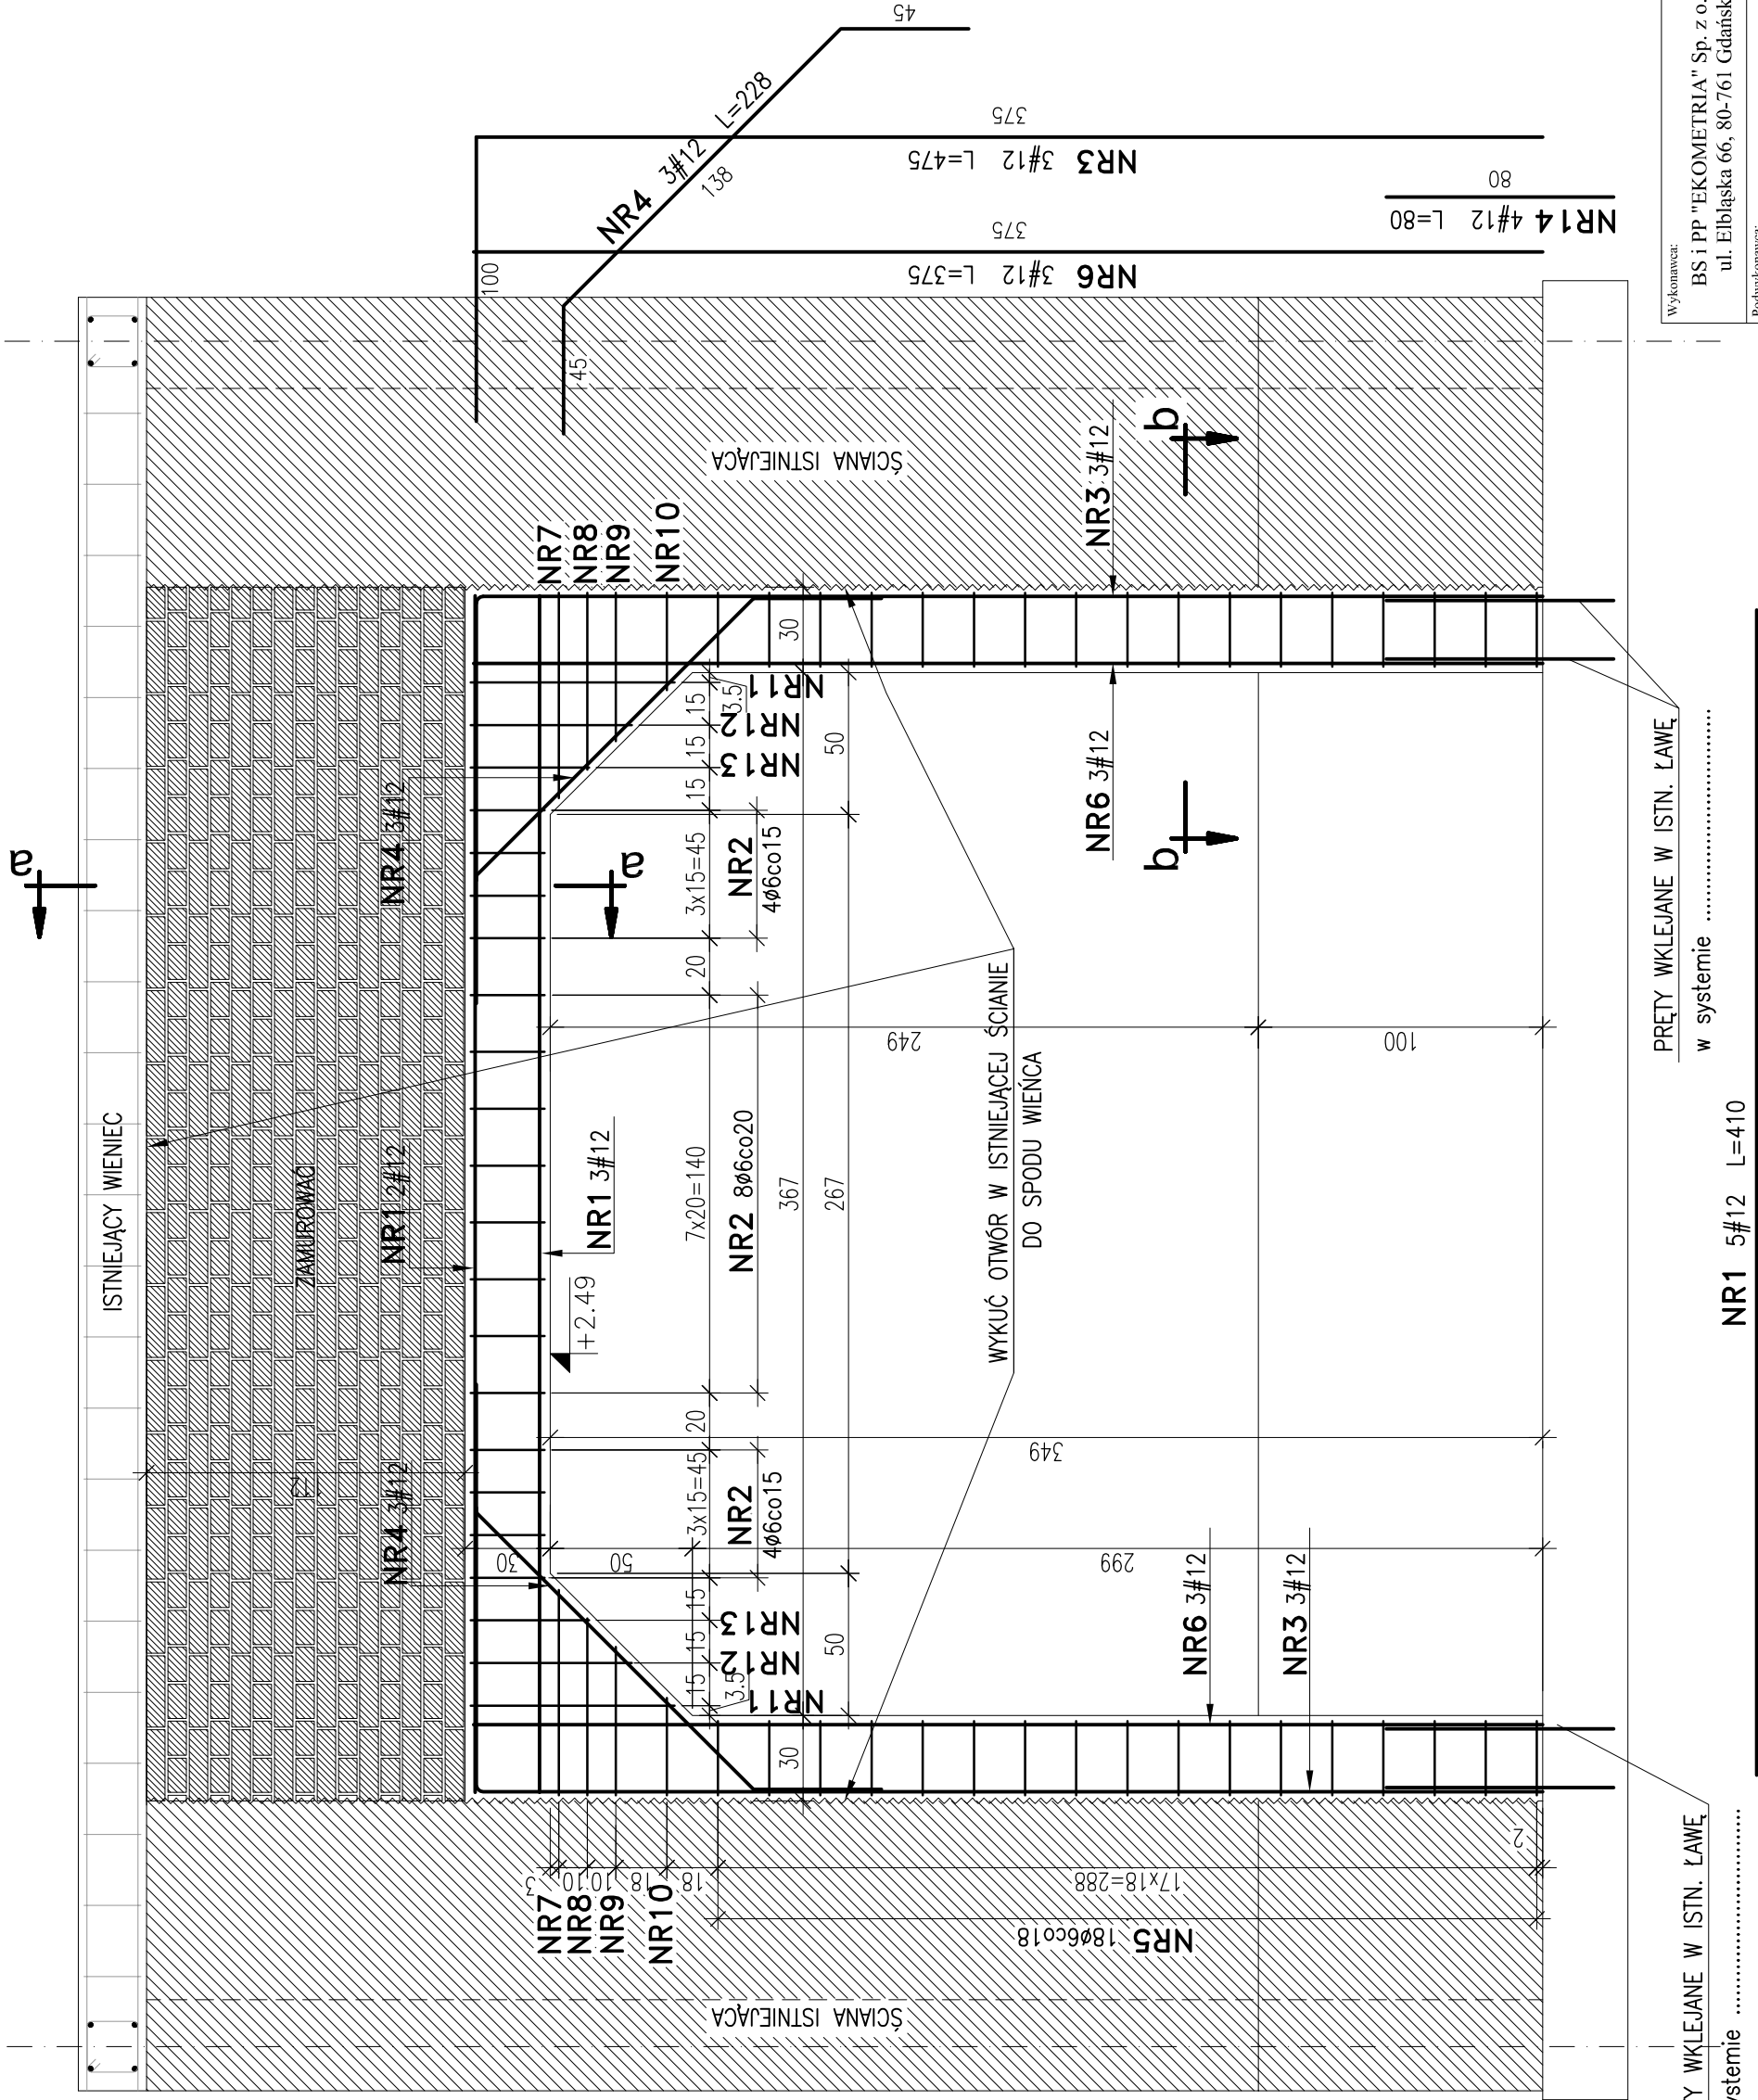 45
NR4 3#12 L=228
138
375
NR3 3#12 L=475
80
NR14 4#12 L=80
375
NR6 3#12 L=375
100
45
Wykonawca:
BS i PP "EKOMETRIA" Sp. z o.
ul. Elbląska 66, 80-761 Gdańsk
Podwykonawca:
ŚCIANA ISTNIEJĄCA
b
NR3 3#12
NR7
NR8
NR9
NR10
30
15
3.5
NR11
15
NR12
15
NR13
50
NR6 3#12
b
NR4 3#12
a
a
3x15=45
NR2
4ø6co15
20
249
100
WYKUĆ OTWÓR W ISTNIEJĄCEJ ŚCIANIE
DO SPODU WIEŃCA
PRĘTY WKLEJANE W ISTN. ŁAWĘ
w systemie ........................................
ISTNIEJĄCY WIENIEC
ZAMUROWAĆ
NR1 2#12
NR1 3#12
+2.49
7x20=140
NR2 8ø6co20
367
267
NR1 5#12 L=410
349
20
3x15=45
NR2
4ø6co15
NR4 3#12
30
50
299
15
NR13
15
NR12
15
3.5
NR11
50
30
NR6 3#12
NR3 3#12
3
10
10
18
18
17x18=288
2
NR7
NR8
NR9
NR10
NR5 18ø6co18
ŚCIANA ISTNIEJĄCA
Y WKLEJANE W ISTN. ŁAWĘ
ystemie ........................................